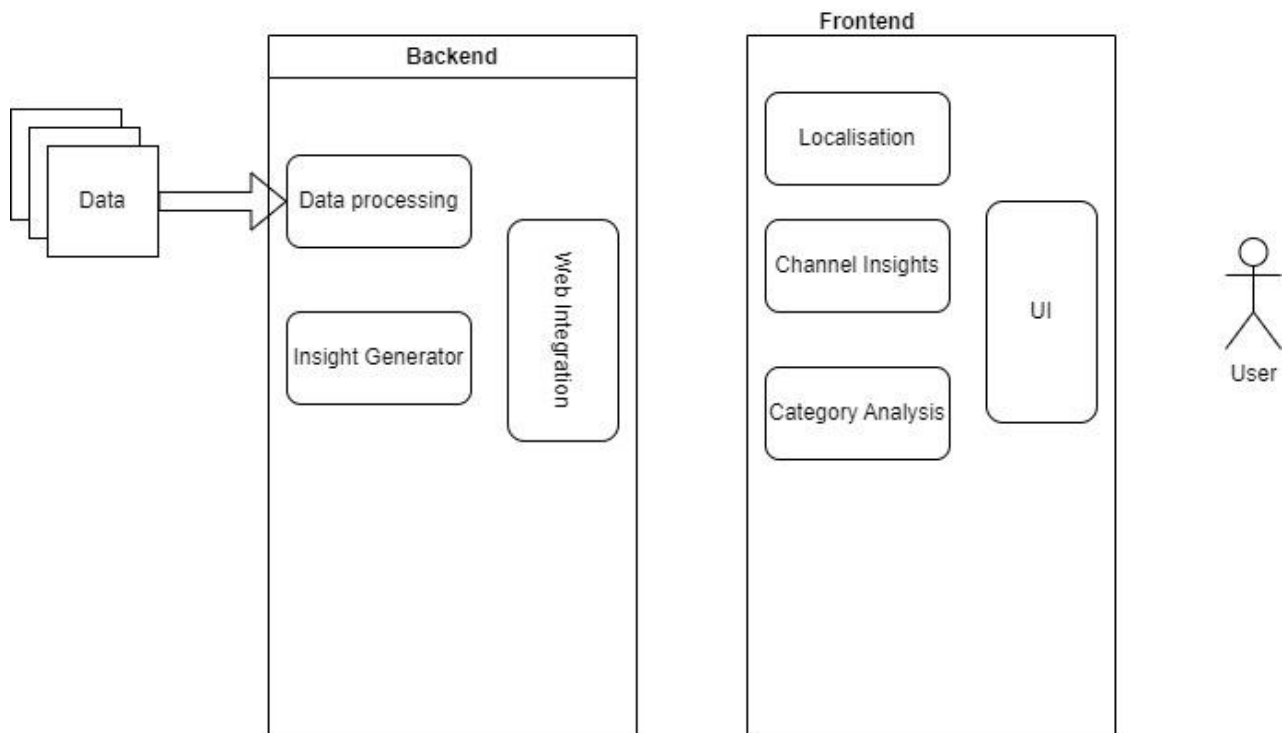 Frontend
Backend
Data
Data processing
Insight Generator
Web Integration
Localisation
Channel Insights
Category Analysis
UI
User